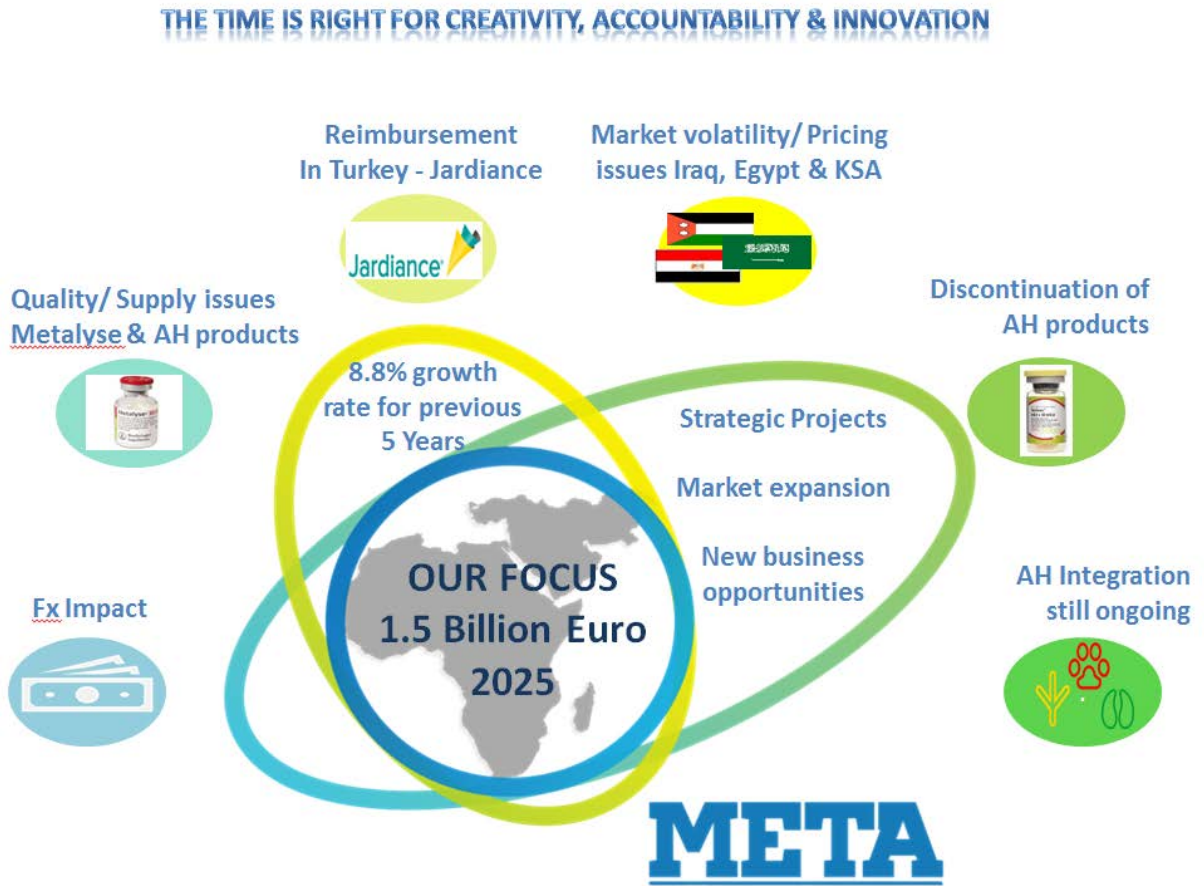 THE TIME IS RIGHT FOR CREATIVITY, ACCOUNTABILITY & INNOVATION
Reimbursement
In Turkey - Jardiance
Market volatility/ Pricing
issues Iraq, Egypt & KSA
Jardiance®
Quality/ Supply issues
Metalyse & AH products
Discontinuation of
AH products
Metalyse
8.8% growth
rate for previous
5 Years
Strategic Projects
Market expansion
New business
opportunities
OUR FOCUS
1.5 Billion Euro
2025
Fx Impact
AH Integration
still ongoing
META